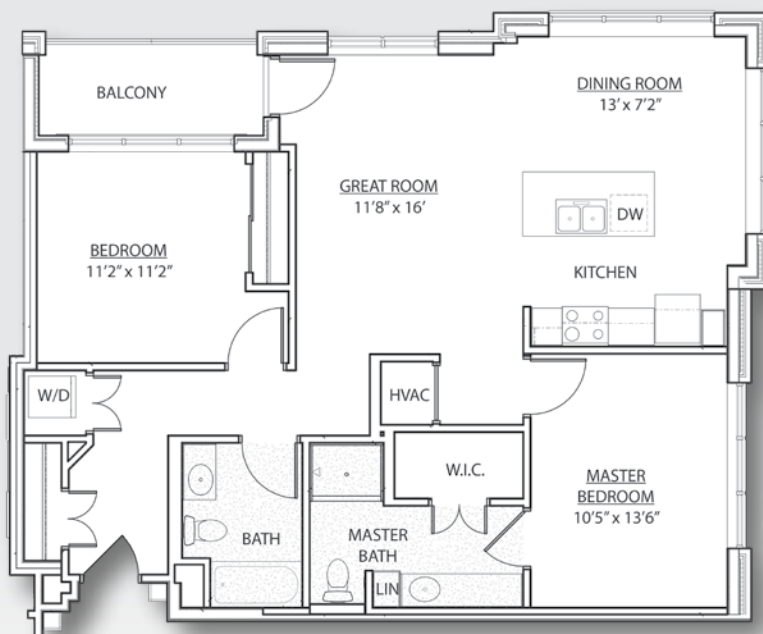 BALCONY
DINING ROOM
13’ x 7’2”
GREAT ROOM
11’8” x 16’
DW
BEDROOM
11’2” x 11’2”
KITCHEN
W/D
HVAC
W.I.C.
MASTER
BEDROOM
10’5” x 13’6”
BATH
MASTER
BATH
LIN